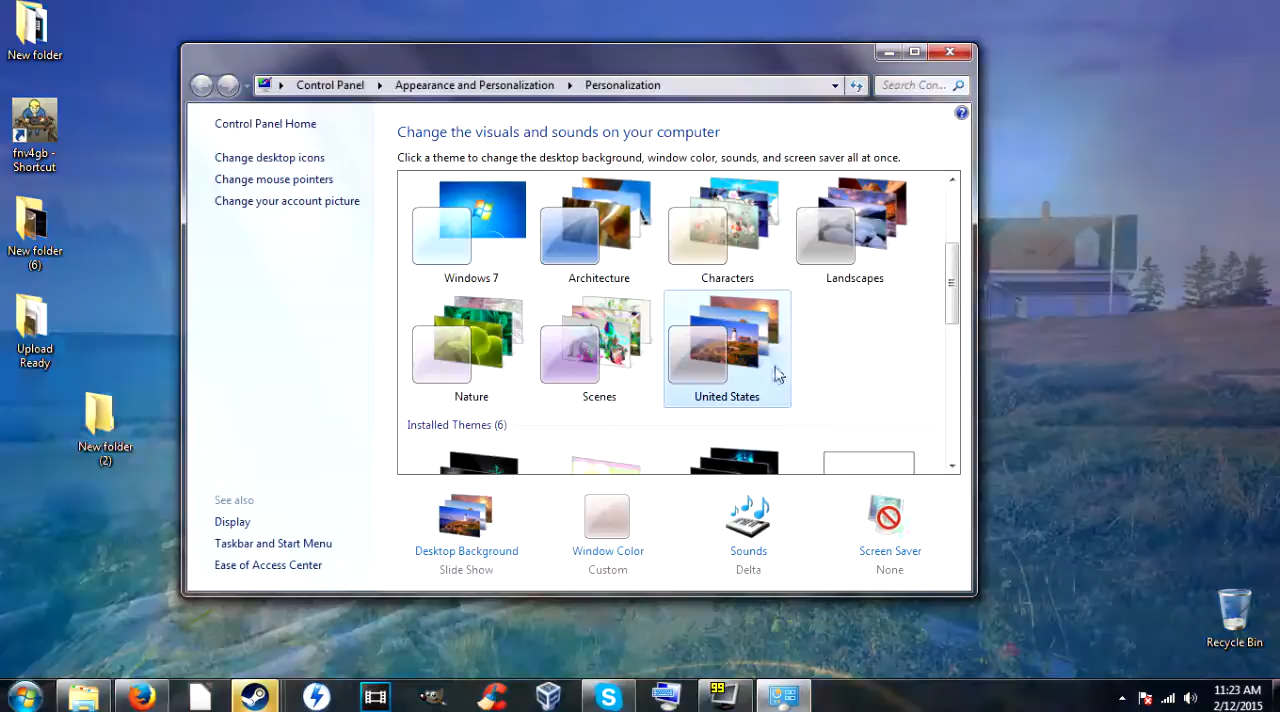 New folder
fnv4gb -
Shortcut
New folder
(6)
Upload
Ready
New folder
(2)
Control Panel
Appearance and Personalization
Personalization
Search Con...
Control Panel Home
Change desktop icons
Change mouse pointers
Change your account picture
See also
Display
Taskbar and Start Menu
Ease of Access Center
Change the visuals and sounds on your computer
Click a theme to change the desktop background, window color, sounds, and screen saver all at once.
Windows 7
Architecture
Characters
Landscapes
Nature
Scenes
United States
Installed Themes (6)
Desktop Background
Slide Show
Window Color
Custom
Sounds
Delta
Screen Saver
None
Recycle Bin
99
11:23 AM
2/12/2015